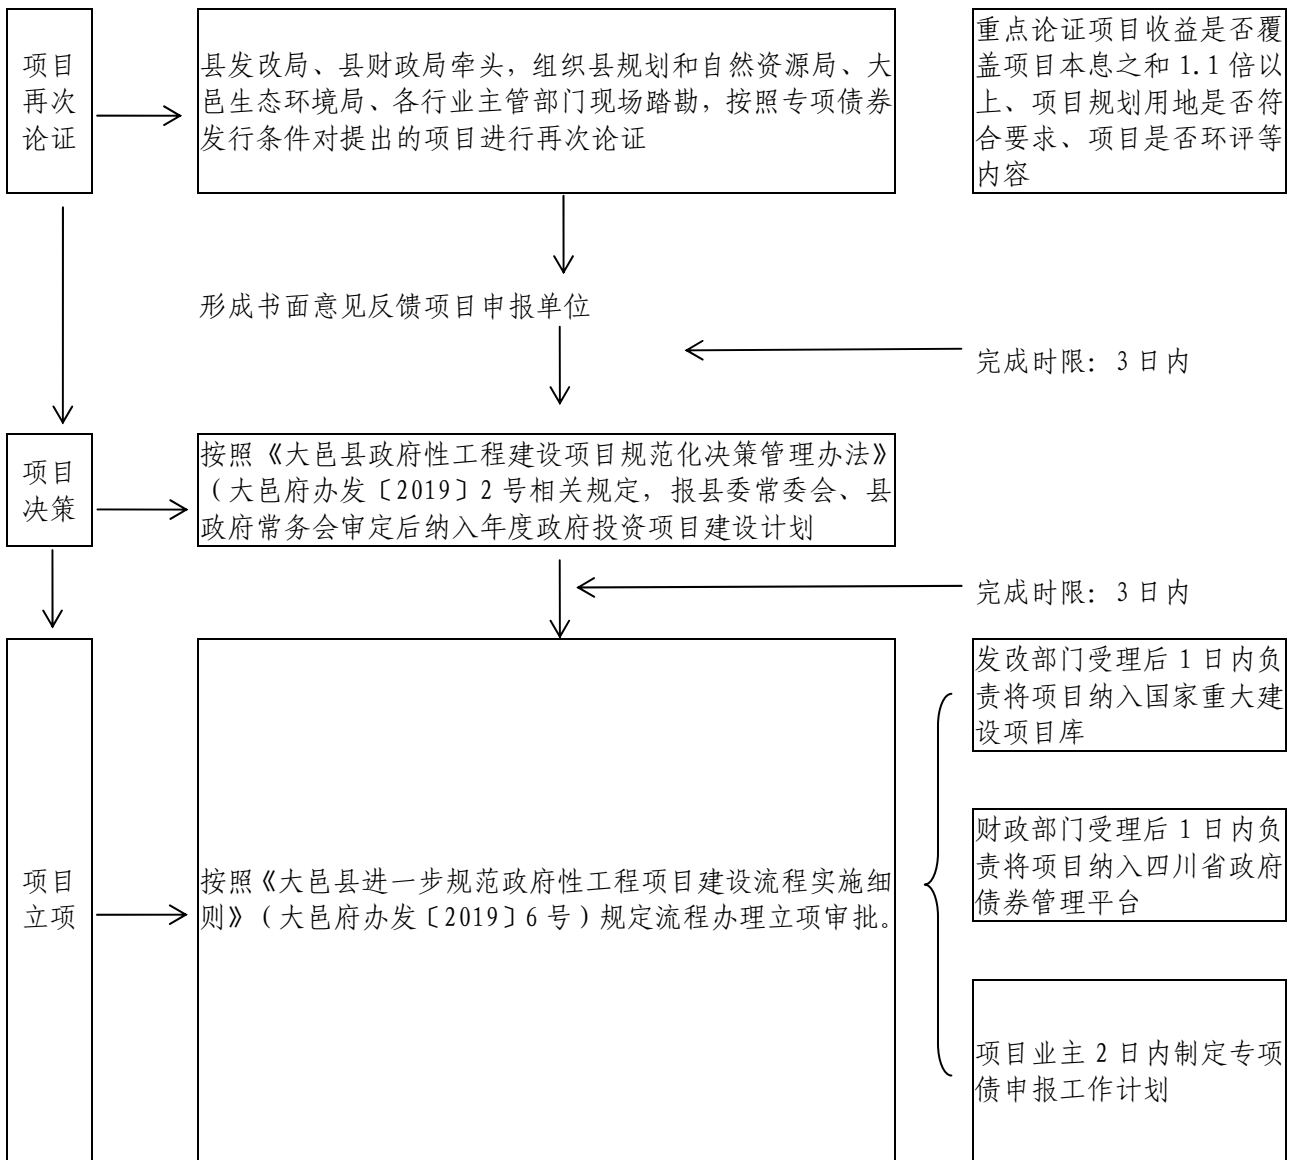 项目
再次
论证
县发改局、县财政局牵头，组织县规划和自然资源局、大
邑生态环境局、各行业主管部门现场踏勘，按照专项债券
发行条件对提出的项目进行再次论证
重点论证项目收益是否覆
盖项目本息之和 1.1 倍以
上、项目规划用地是否符
合要求、项目是否环评等
内容
形成书面意见反馈项目申报单位
完成时限：3 日内
项目
决策
按照《大邑县政府性工程建设项目规范化决策管理办法》
（大邑府办发〔2019〕2 号相关规定，报县委常委会、县
政府常务会审定后纳入年度政府投资项目建设计划
完成时限：3 日内
项目
立项
按照《大邑县进一步规范政府性工程项目建设流程实施细
则》（大邑府办发〔2019〕6 号）规定流程办理立项审批。
发改部门受理后 1 日内负
责将项目纳入国家重大建
设项目库
财政部门受理后 1 日内负
责将项目纳入四川省政府
债券管理平台
项目业主 2 日内制定专项
债申报工作计划